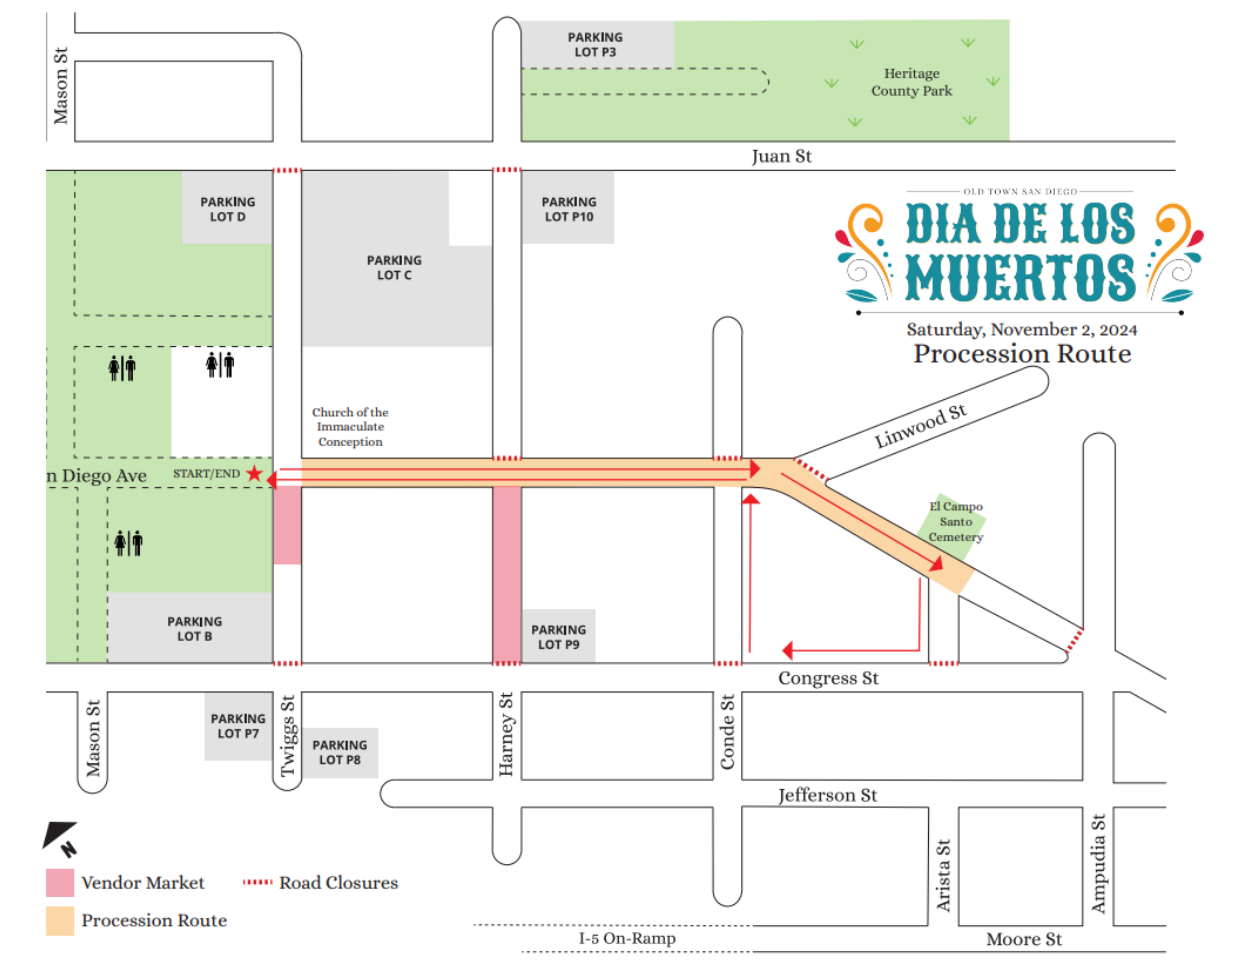 Mason St
PARKING
LOT P3
Heritage
County Park
Juan St
PARKING
LOT D
PARKING
LOT C
PARKING
LOT P10
OLD TOWN SAN DIEGO
DIA DE LOS
MUERTOS
Saturday, November 2, 2024
Procession Route
Linwood St
Church of the
Immaculate
Conception
n Diego Ave
START/END
El Campo
Santo
Cemetery
PARKING
LOT B
PARKING
LOT P9
Congress St
Mason St
PARKING
LOT P7
Twiggs St
PARKING
LOT P8
Harney St
Conde St
Jefferson St
Arista St
Ampudia St
N
Vendor Market
Road Closures
Procession Route
I-5 On-Ramp
Moore St